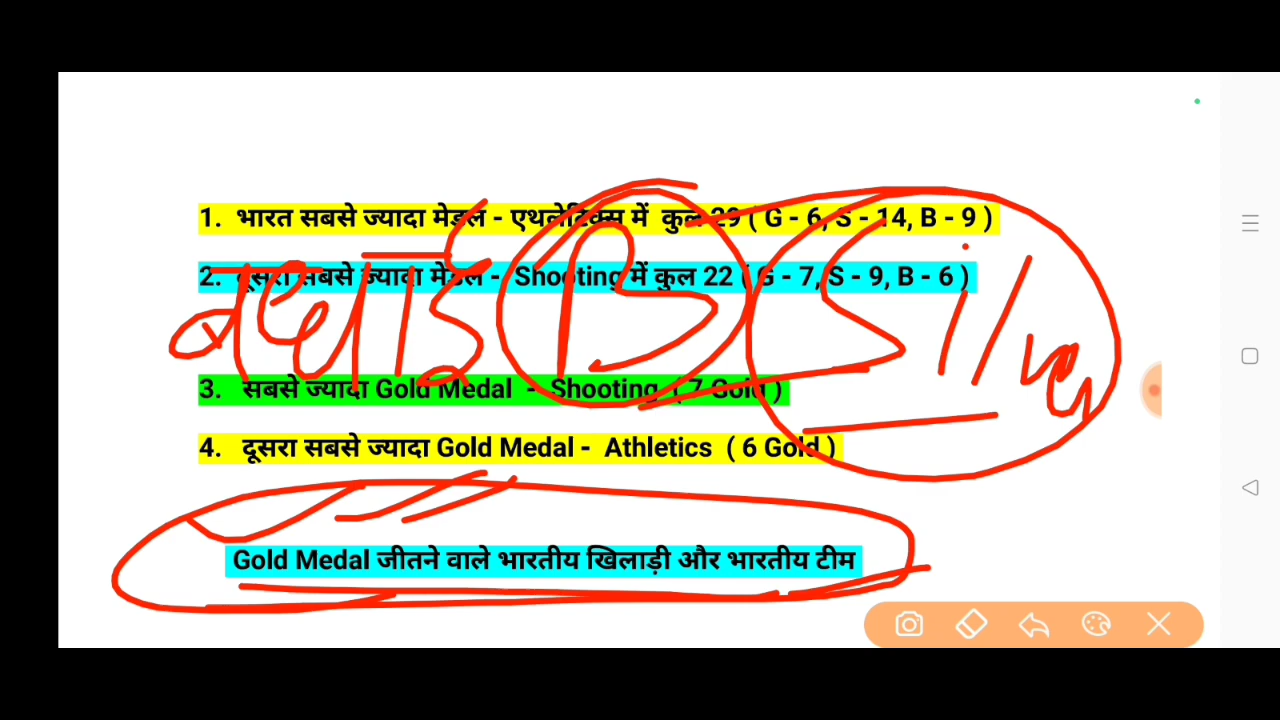 1. भारत सबसे ज्यादा मेडल - एथलेटिक्स में कुल 29 ( G - 6, S - 14, B - 9 )
2. दूसरा सबसे ज्यादा मेडल - Shooting में कुल 22 ( G - 7, S - 9, B - 6 )
B Silver
3. सबसे ज्यादा Gold Medal - Shooting ( 7 Gold )
4. दूसरा सबसे ज्यादा Gold Medal - Athletics ( 6 Gold )
Gold Medal जीतने वाले भारतीय खिलाड़ी और भारतीय टीम